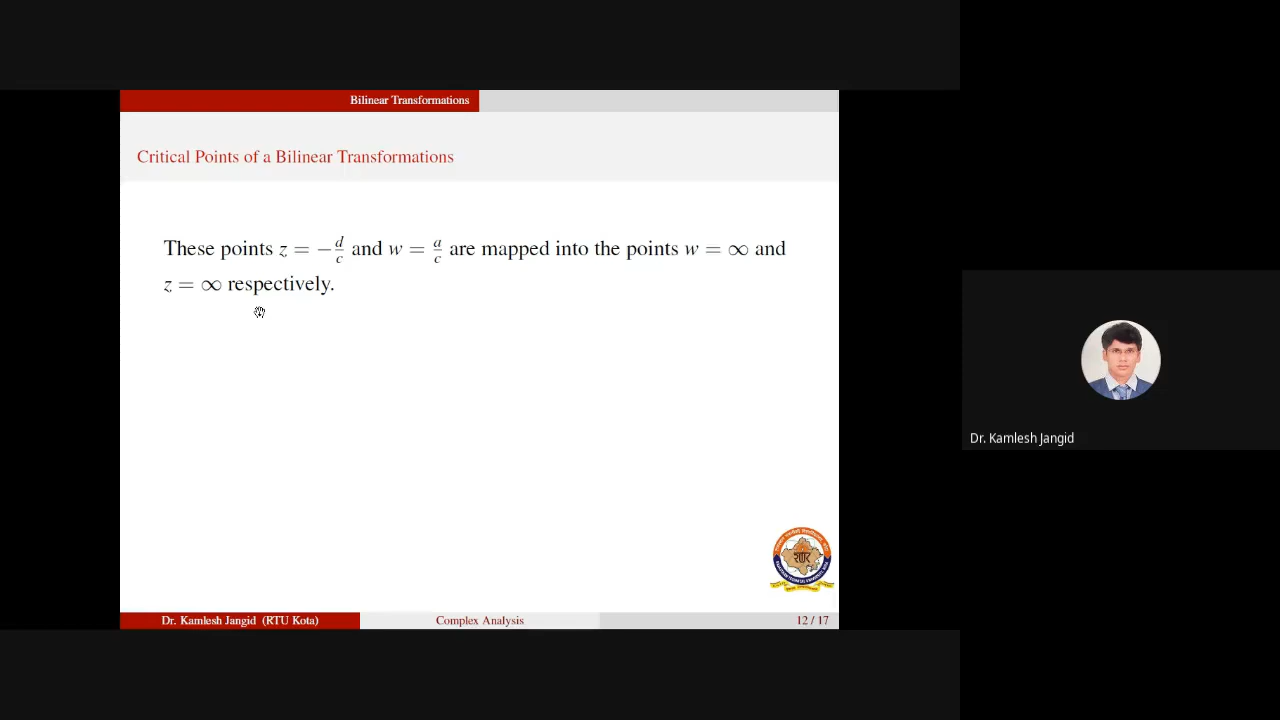 Bilinear Transformations
Critical Points of a Bilinear Transformations
These points z = −d/c and w = a/c are mapped into the points w = ∞ and
z = ∞ respectively.
Dr. Kamlesh Jangid
Dr. Kamlesh Jangid (RTU Kota) Complex Analysis 12 / 17